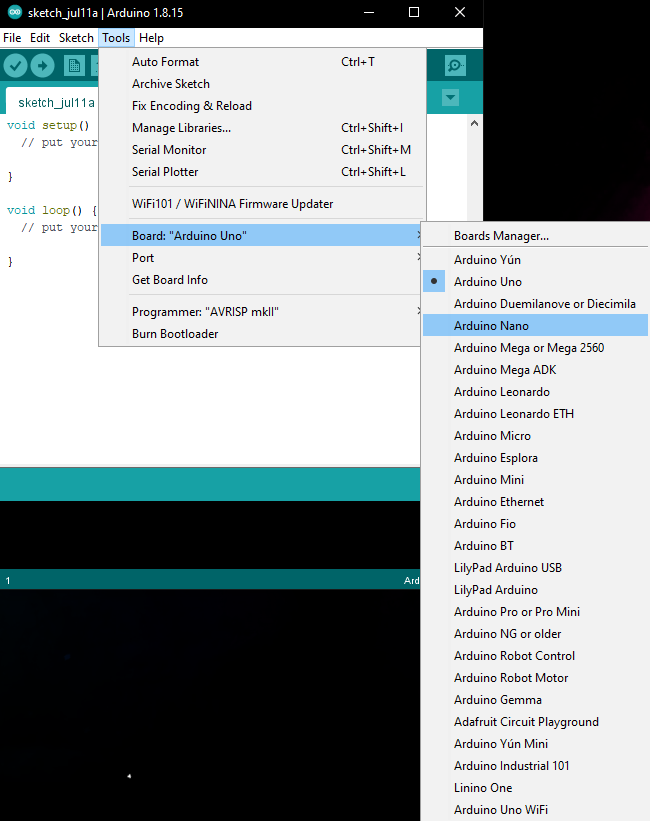 sketch_jul11a | Arduino 1.8.15
File Edit Sketch Tools Help
sketch_jul11a
void setup()
// put your
}
void loop() {
// put your
}
Auto Format Ctrl+T
Archive Sketch
Fix Encoding & Reload
Manage Libraries... Ctrl+Shift+I
Serial Monitor Ctrl+Shift+M
Serial Plotter Ctrl+Shift+L
WiFi101 / WiFiNINA Firmware Updater
Board: "Arduino Uno"
Port
Get Board Info
Programmer: "AVRISP mkII"
Burn Bootloader
Boards Manager...
Arduino Yún
Arduino Uno
Arduino Duemilanove or Diecimila
Arduino Nano
Arduino Mega or Mega 2560
Arduino Mega ADK
Arduino Leonardo
Arduino Leonardo ETH
Arduino Micro
Arduino Esplora
Arduino Mini
Arduino Ethernet
Arduino Fio
Arduino BT
LilyPad Arduino USB
LilyPad Arduino
Arduino Pro or Pro Mini
Arduino NG or older
Arduino Robot Control
Arduino Robot Motor
Arduino Gemma
Adafruit Circuit Playground
Arduino Yún Mini
Arduino Industrial 101
Linino One
Arduino Uno WiFi
1 Ard